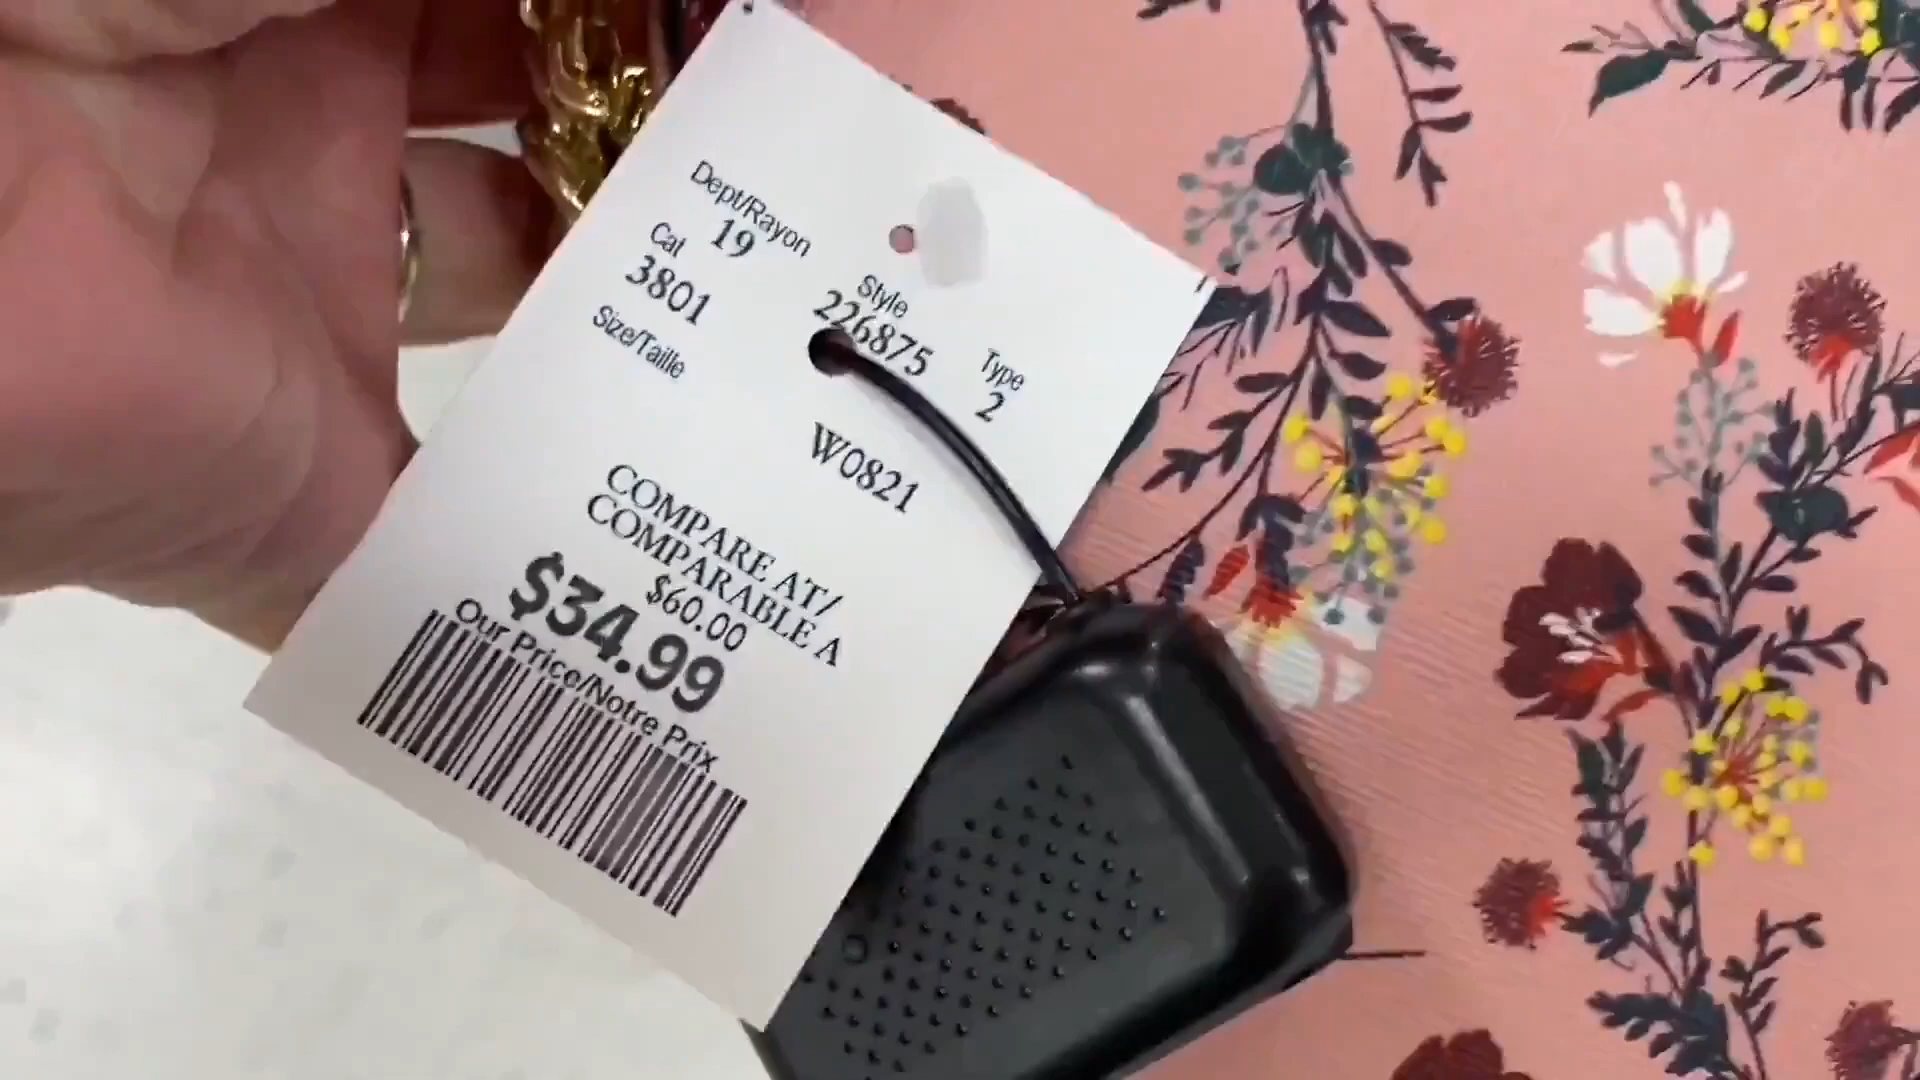 Dept/Rayon
19
Cat
3801
Style
226875
Type
2
Size/Taille
W0821
COMPARE AT/
COMPARABLE A
$60.00
$34.99
Our Price/Notre Prix